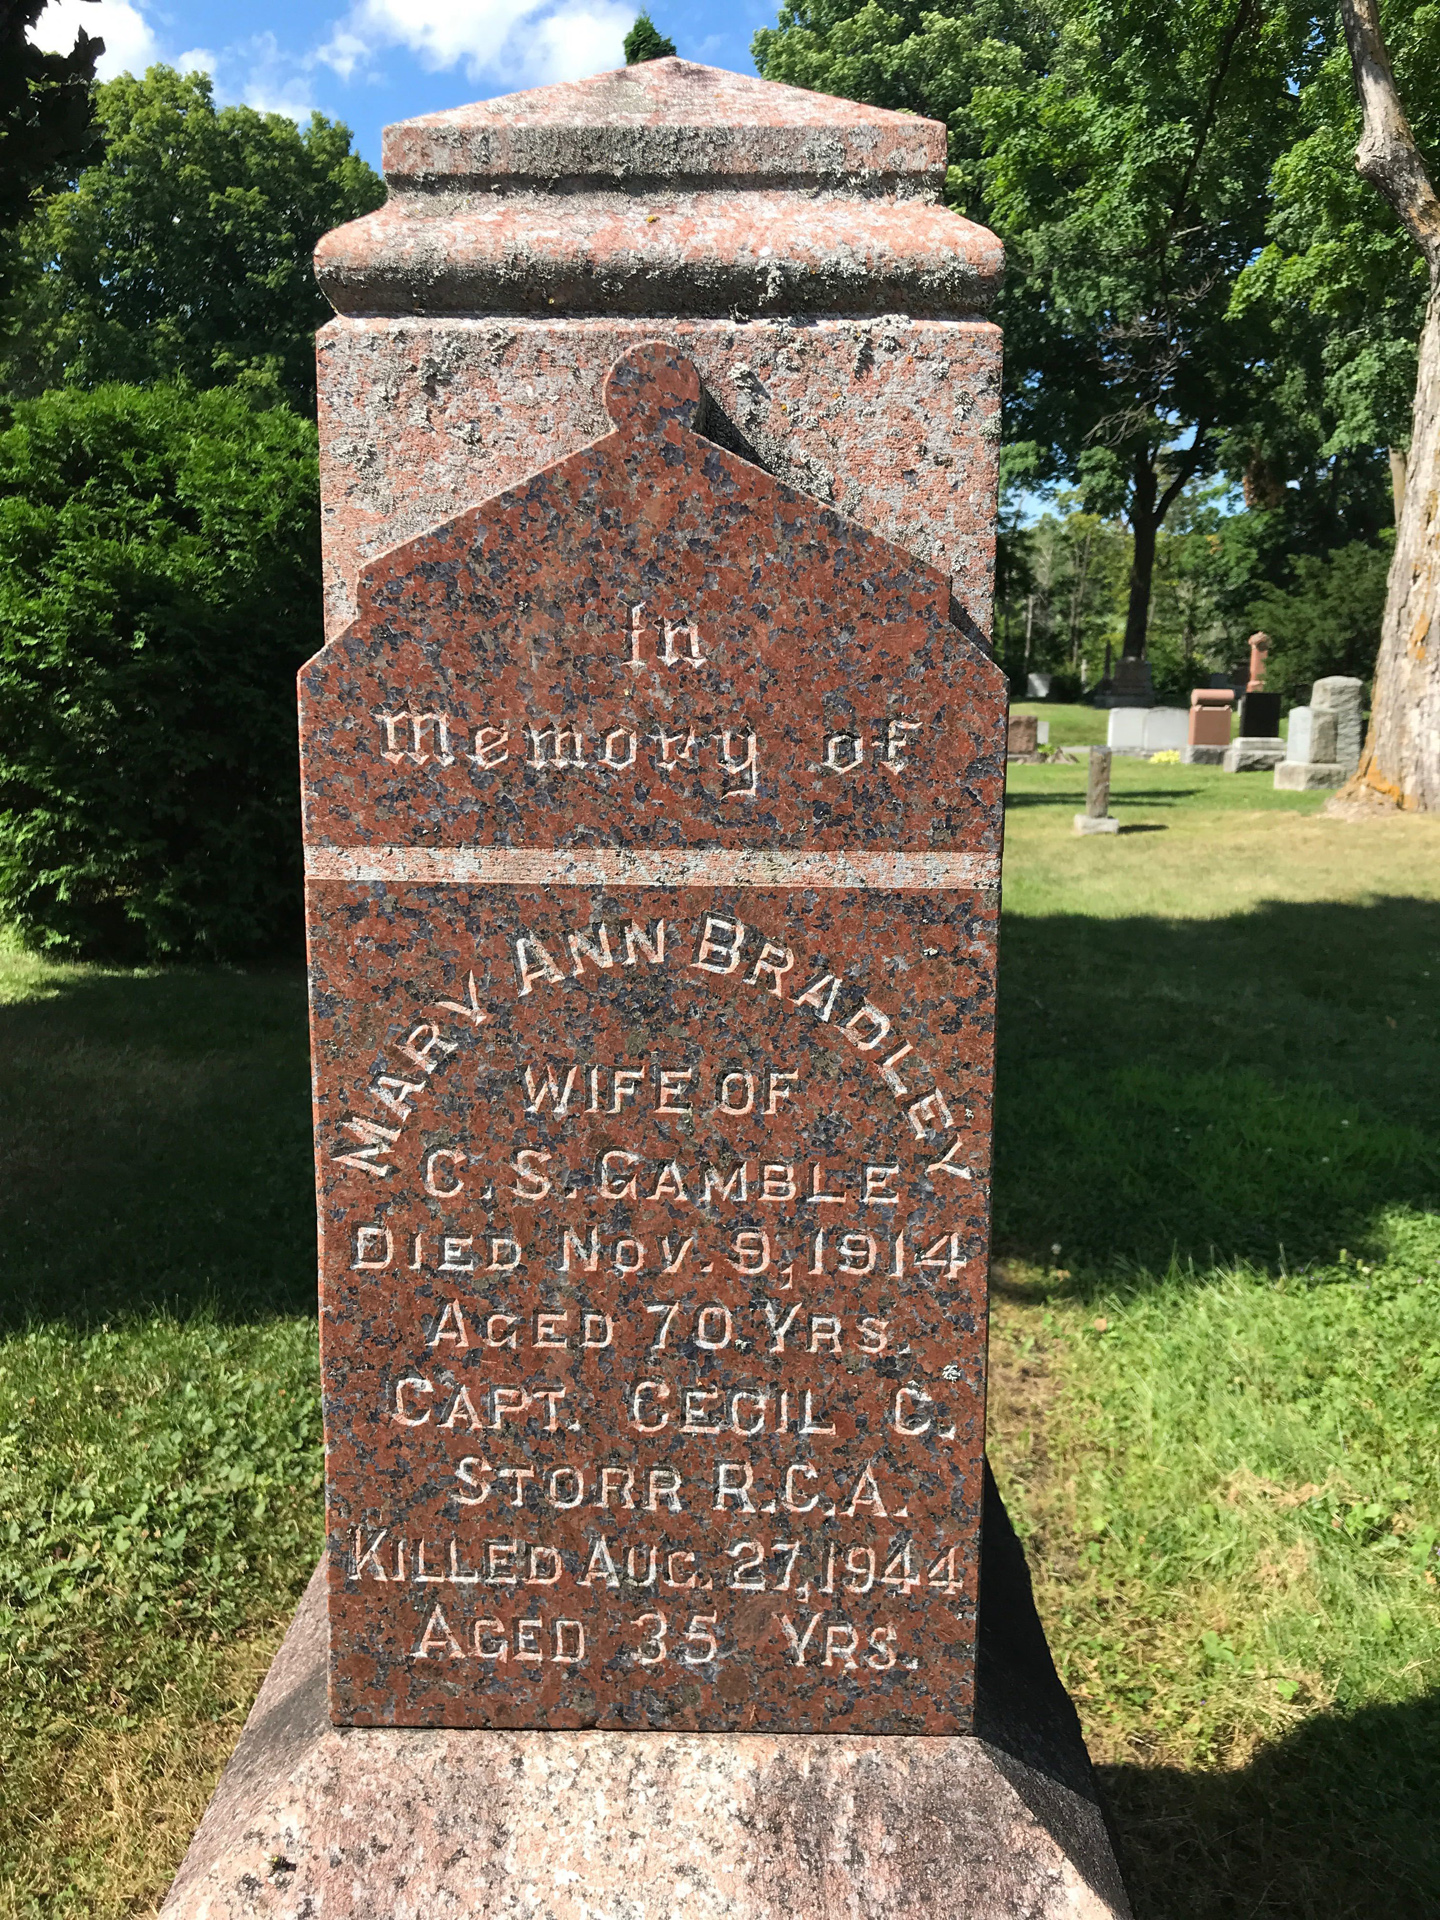 In
Memory of
MARY ANN BRADLEY
WIFE OF
C. S. GAMBLE
DIED NOV. 9, 1914
AGED 70 YRS.
CAPT. CECIL C.
STORR R.C.A.
KILLED AUG. 27, 1944
AGED 35 YRS.